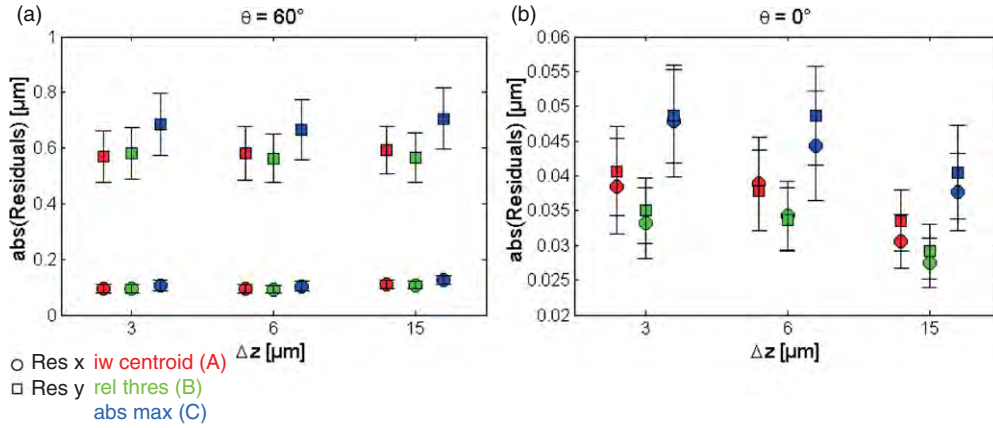 (a)
θ = 60°
abs(Residuals) [μm]
1
0.8
0.6
0.4
0.2
0
3
6
15
Δz [μm]
(b)
θ = 0°
abs(Residuals) [μm]
0.06
0.055
0.05
0.045
0.04
0.035
0.03
0.025
0.02
3
6
15
Δz [μm]
Res x iw centroid (A)
Res y rel thres (B)
abs max (C)